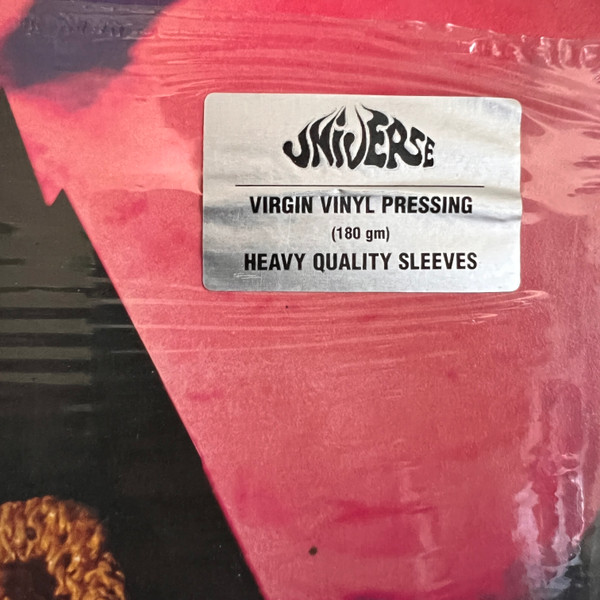 UNIVERSE
VIRGIN VINYL PRESSING
(180 gm)
HEAVY QUALITY SLEEVES